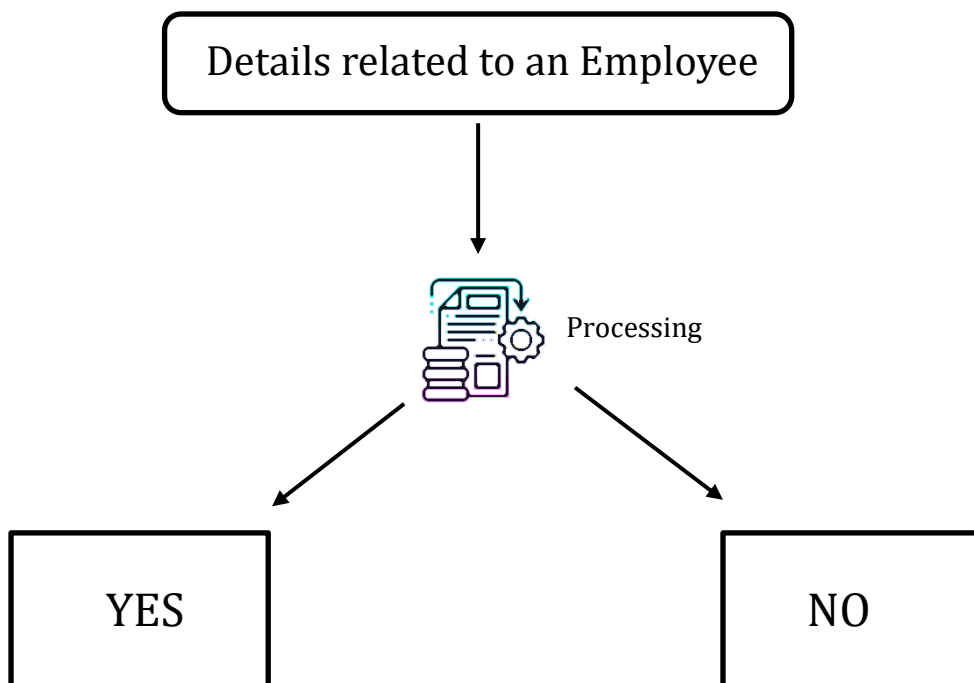 Details related to an Employee
Processing
YES
NO